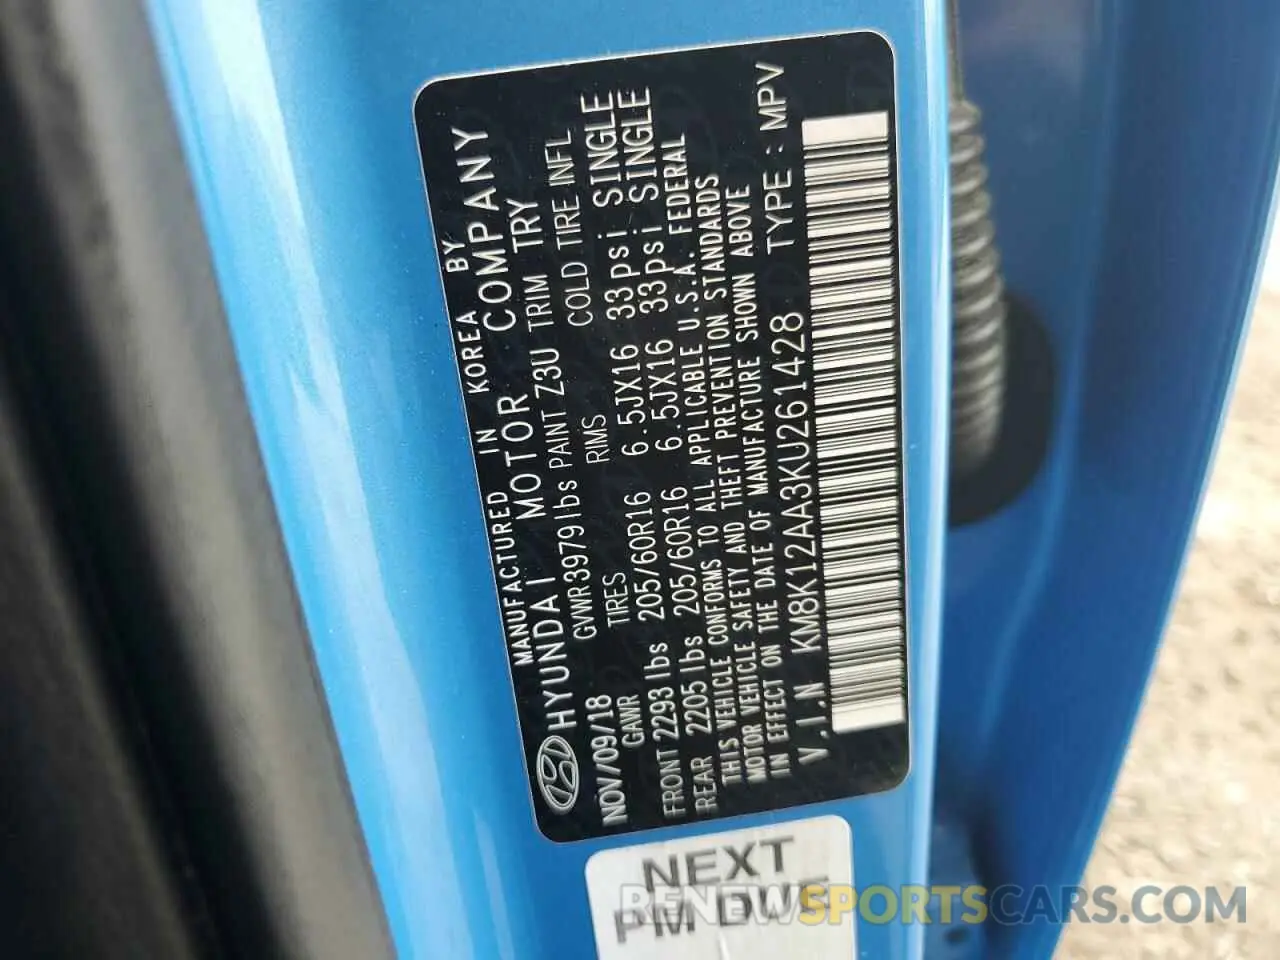 MANUFACTURED IN KOREA BY
HYUNDAI MOTOR COMPANY
NOV/09/18 GVWR 3979lbs PAINT Z3U TRIM TRY
GAWR TIRES RIMS COLD TIRE INFL
FRONT 2293 lbs 205/60R16 6.5JX16 33psi SINGLE
REAR 2205 lbs 205/60R16 6.5JX16 33psi SINGLE
THIS VEHICLE CONFORMS TO ALL APPLICABLE U.S.A. FEDERAL
MOTOR VEHICLE SAFETY AND THEFT PREVENTION STANDARDS
IN EFFECT ON THE DATE OF MANUFACTURE SHOWN ABOVE
V.I.N KM8K12AA3KU261428 TYPE : MPV
NEXT
PM DWE
RENEWSPORTSCARS.COM